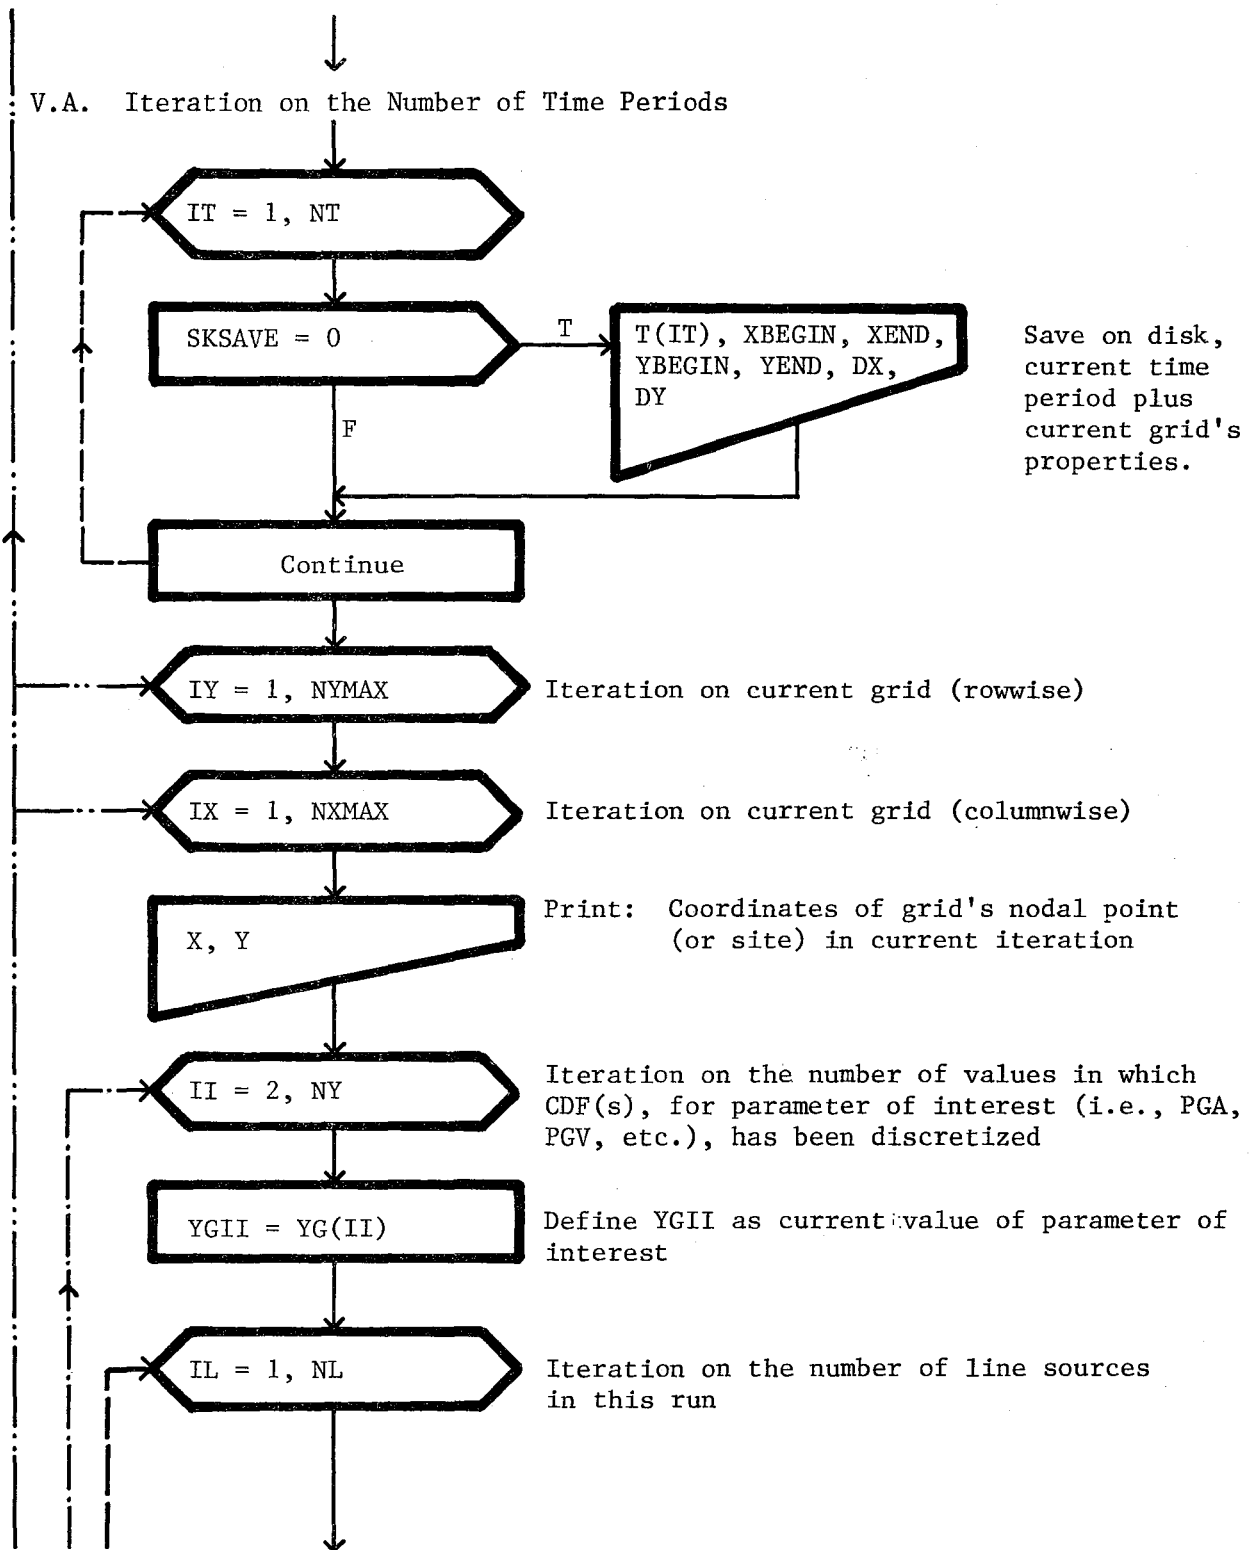 V.A. Iteration on the Number of Time Periods
IT = 1, NT
SKSAVE = 0
T
T(IT), XBEGIN, XEND,
YBEGIN, YEND, DX,
DY
Save on disk,
current time
period plus
current grid's
properties.
F
Continue
IY = 1, NYMAX
Iteration on current grid (rowwise)
IX = 1, NXMAX
Iteration on current grid (columnwise)
X, Y
Print: Coordinates of grid's nodal point
(or site) in current iteration
II = 2, NY
Iteration on the number of values in which
CDF(s), for parameter of interest (i.e., PGA,
PGV, etc.), has been discretized
YGII = YG(II)
Define YGII as current value of parameter of
interest
IL = 1, NL
Iteration on the number of line sources
in this run